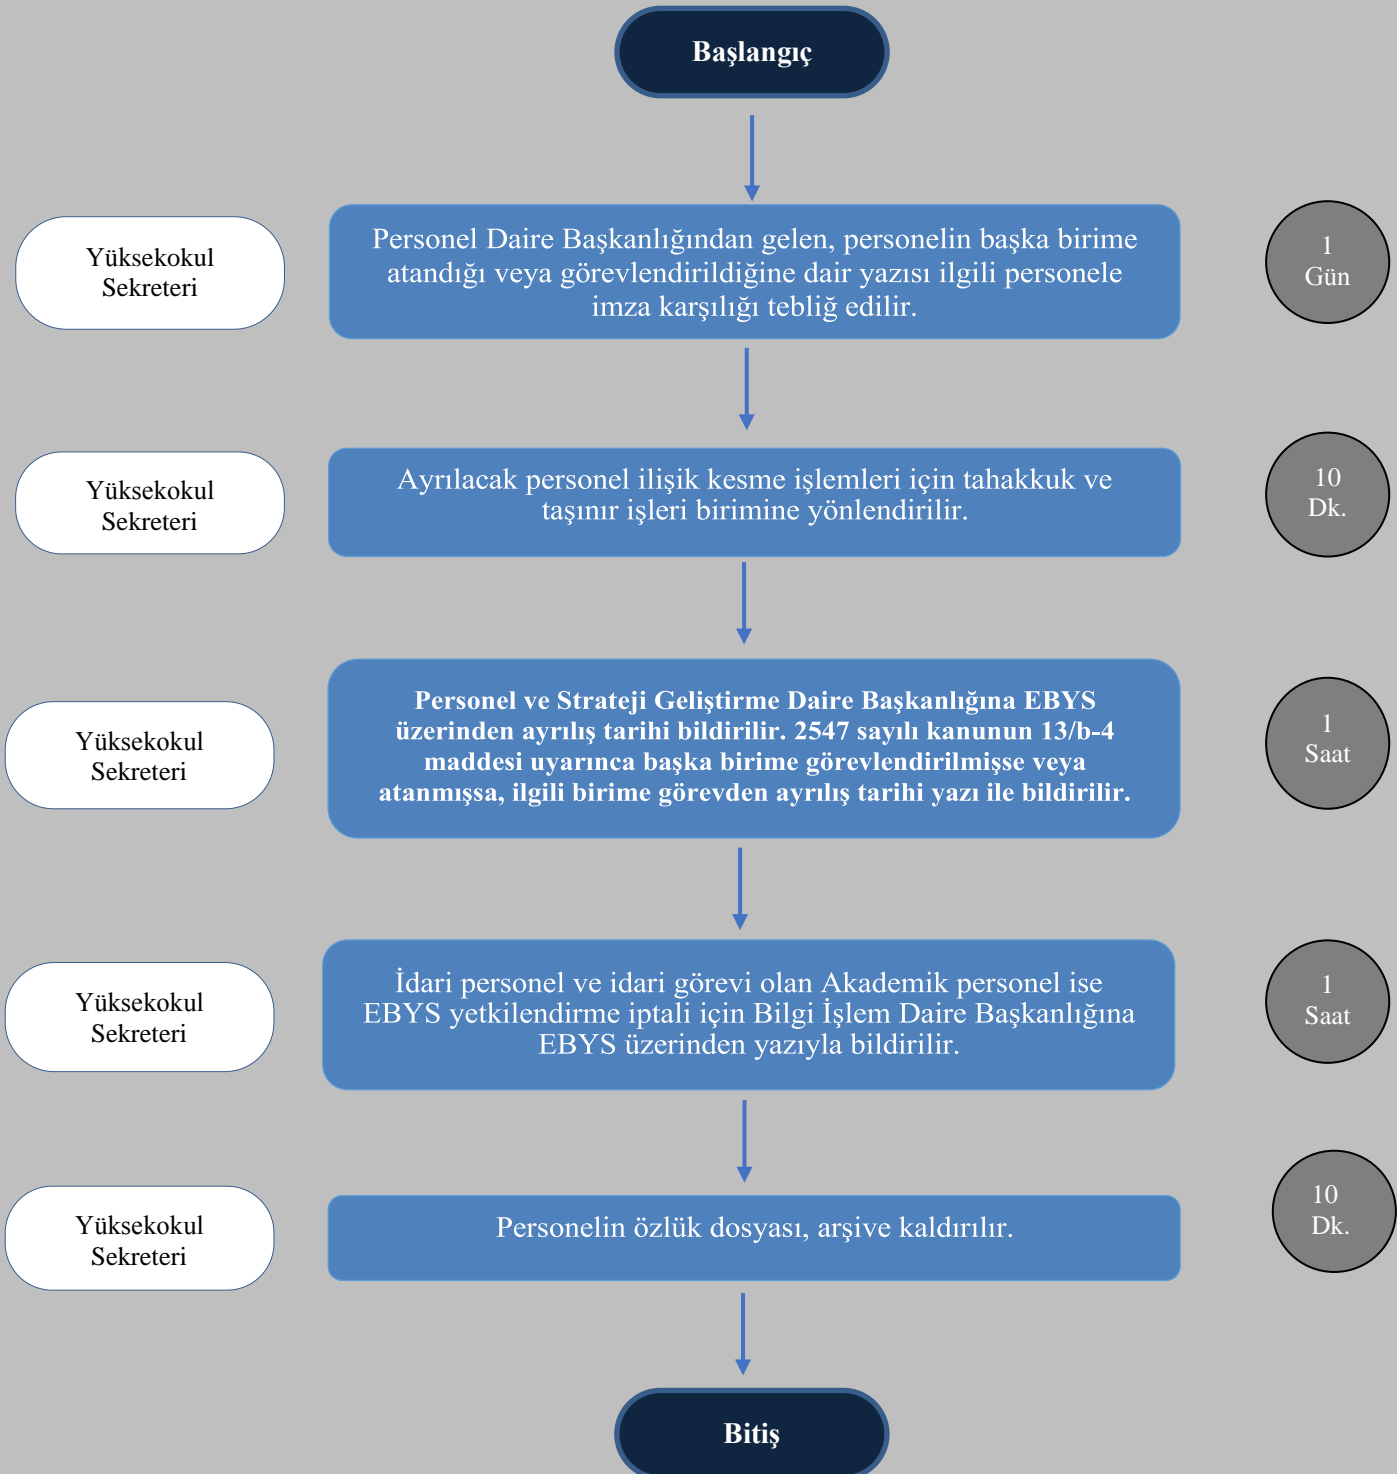 Başlangıç
Yüksekokul
Sekreteri
Personel Daire Başkanlığından gelen, personelin başka birime
atandığı veya görevlendirildiğine dair yazısı ilgili personele
imza karşılığı tebliğ edilir.
1
Gün
Yüksekokul
Sekreteri
Ayrılacak personel ilişik kesme işlemleri için tahakkuk ve
taşınır işleri birimine yönlendirilir.
10
Dk.
Yüksekokul
Sekreteri
Personel ve Strateji Geliştirme Daire Başkanlığına EBYS
üzerinden ayrılış tarihi bildirilir. 2547 sayılı kanunun 13/b-4
maddesi uyarınca başka birime görevlendirilmişse veya
atanmışsa, ilgili birime görevden ayrılış tarihi yazı ile bildirilir.
1
Saat
Yüksekokul
Sekreteri
İdari personel ve idari görevi olan Akademik personel ise
EBYS yetkilendirme iptali için Bilgi İşlem Daire Başkanlığına
EBYS üzerinden yazıyla bildirilir.
1
Saat
Yüksekokul
Sekreteri
Personelin özlük dosyası, arşive kaldırılır.
10
Dk.
Bitiş